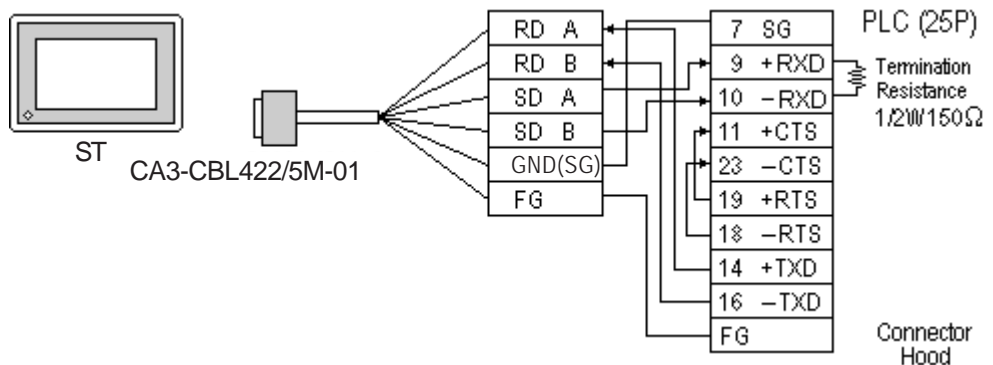 ST
CA3-CBL422/5M-01
RD A
RD B
SD A
SD B
GND(SG)
FG
PLC (25P)
7 SG
9 +RXD
10 −RXD
11 +CTS
23 −CTS
19 +RTS
18 −RTS
14 +TXD
16 −TXD
FG
Termination
Resistance
1/2W150Ω
Connector
Hood